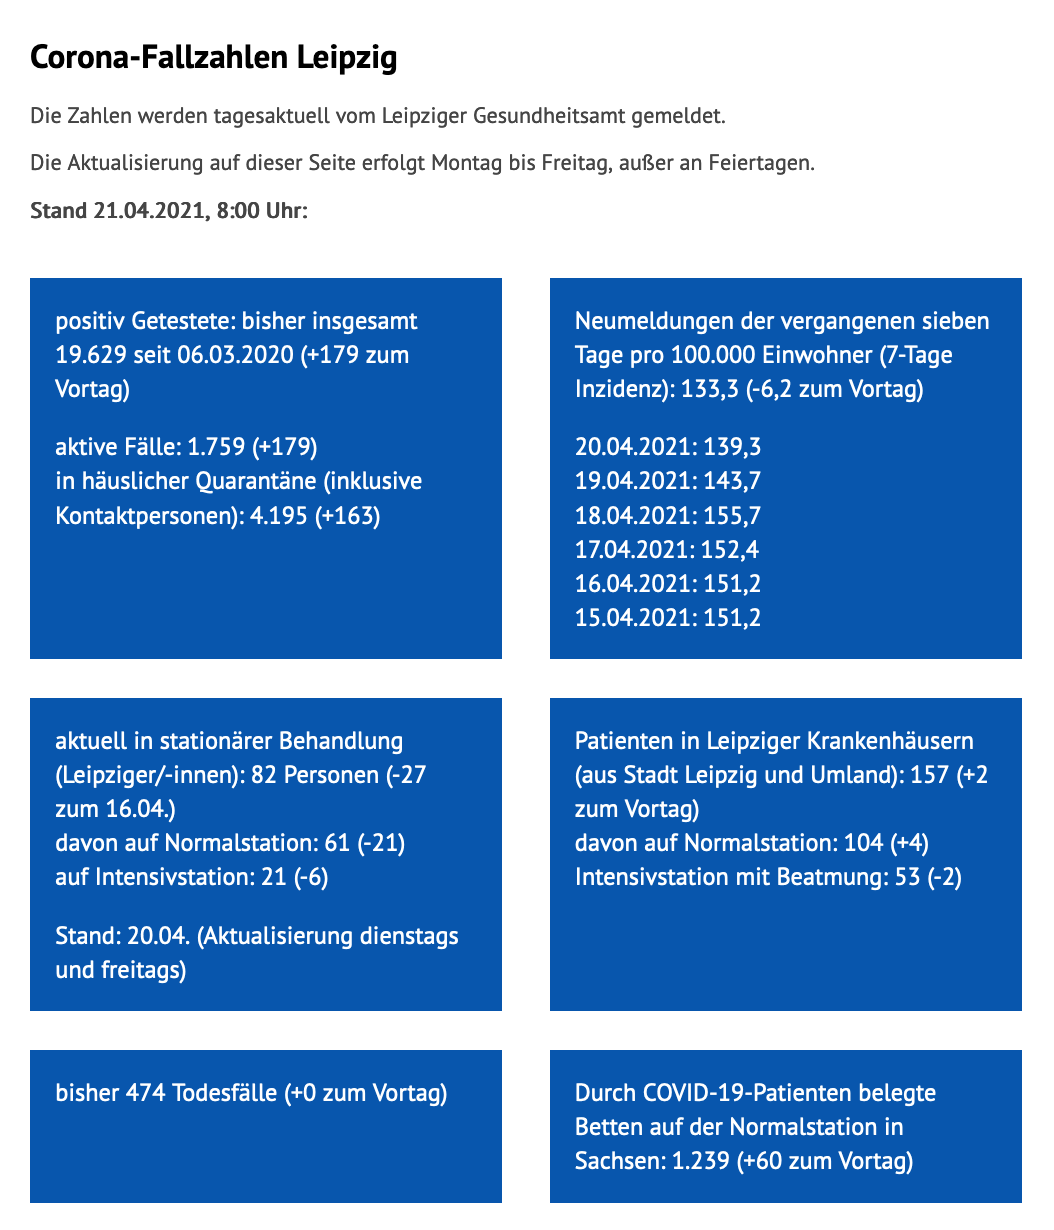 Corona-Fallzahlen Leipzig
Die Zahlen werden tagesaktuell vom Leipziger Gesundheitsamt gemeldet.
Die Aktualisierung auf dieser Seite erfolgt Montag bis Freitag, außer an Feiertagen.
Stand 21.04.2021, 8:00 Uhr:
positiv Getestete: bisher insgesamt
19.629 seit 06.03.2020 (+179 zum
Vortag)
aktive Fälle: 1.759 (+179)
in häuslicher Quarantäne (inklusive
Kontaktpersonen): 4.195 (+163)
Neumeldungen der vergangenen sieben
Tage pro 100.000 Einwohner (7-Tage
Inzidenz): 133,3 (-6,2 zum Vortag)
20.04.2021: 139,3
19.04.2021: 143,7
18.04.2021: 155,7
17.04.2021: 152,4
16.04.2021: 151,2
15.04.2021: 151,2
aktuell in stationärer Behandlung
(Leipziger/-innen): 82 Personen (-27
zum 16.04.)
davon auf Normalstation: 61 (-21)
auf Intensivstation: 21 (-6)
Stand: 20.04. (Aktualisierung dienstags
und freitags)
Patienten in Leipziger Krankenhäusern
(aus Stadt Leipzig und Umland): 157 (+2
zum Vortag)
davon auf Normalstation: 104 (+4)
Intensivstation mit Beatmung: 53 (-2)
bisher 474 Todesfälle (+0 zum Vortag)
Durch COVID-19-Patienten belegte
Betten auf der Normalstation in
Sachsen: 1.239 (+60 zum Vortag)